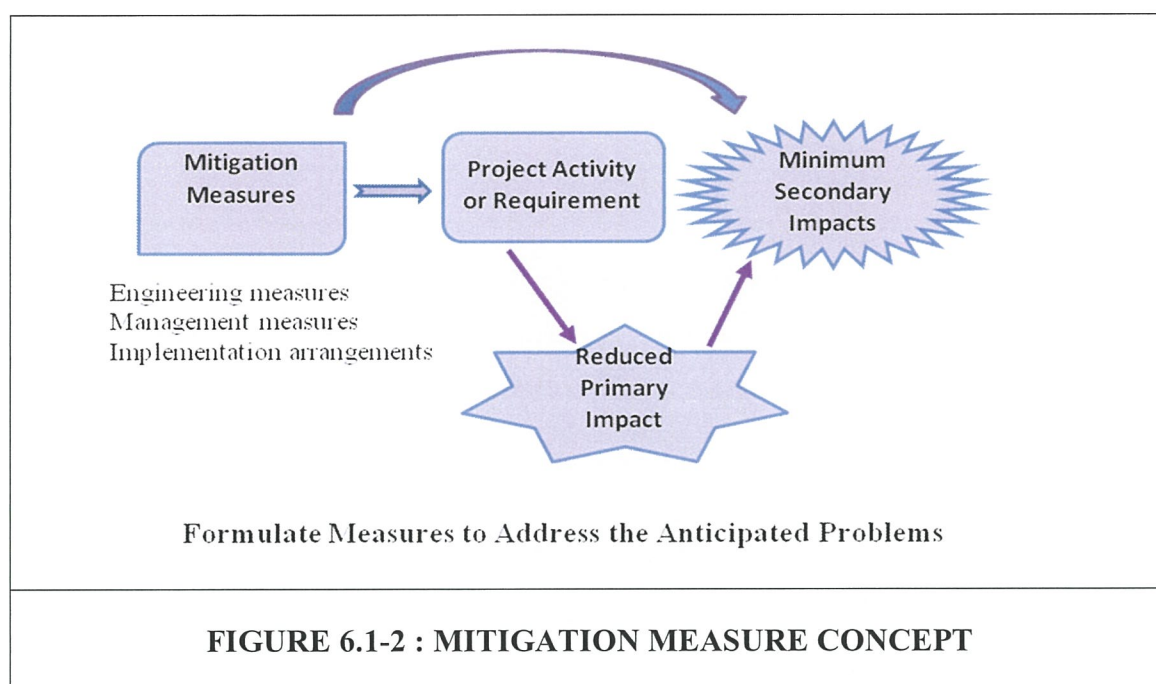 Mitigation
Measures
Project Activity
or Requirement
Minimum
Secondary
Impacts
Engineering measures
Management measures
Implementation arrangements
Reduced
Primary
Impact
Formulate Measures to Address the Anticipated Problems
FIGURE 6.1-2 : MITIGATION MEASURE CONCEPT